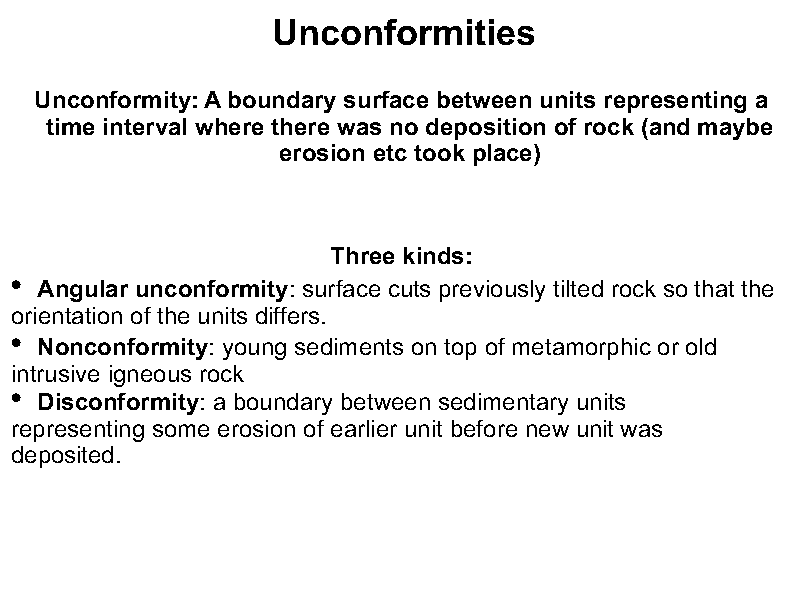 Unconformities
Unconformity: A boundary surface between units representing a
time interval where there was no deposition of rock (and maybe
erosion etc took place)
Three kinds:
• Angular unconformity: surface cuts previously tilted rock so that the
orientation of the units differs.
• Nonconformity: young sediments on top of metamorphic or old
intrusive igneous rock
• Disconformity: a boundary between sedimentary units
representing some erosion of earlier unit before new unit was
deposited.